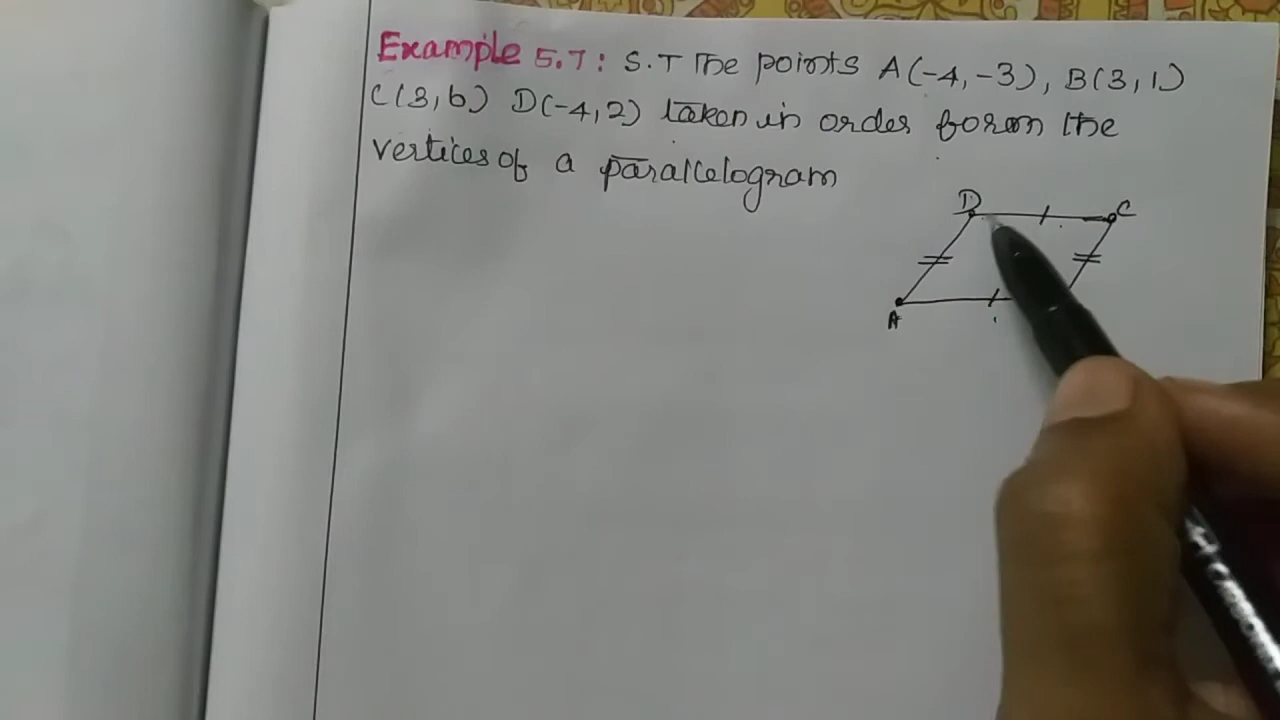 Example 5.7: S.T The points A(-4,-3), B(3,1)
C(3,6) D(-4,2) taken in order form the
vertices of a parallelogram
D C
A